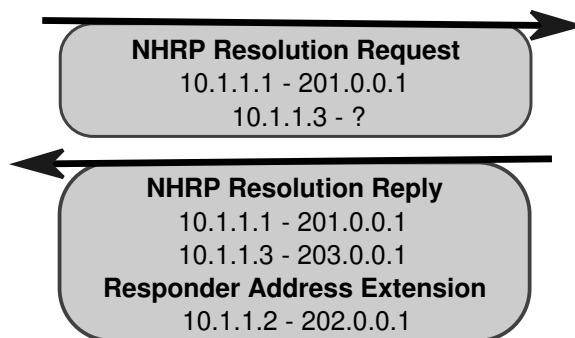 NHRP Resolution Request
10.1.1.1 - 201.0.0.1
10.1.1.3 - ?
NHRP Resolution Reply
10.1.1.1 - 201.0.0.1
10.1.1.3 - 203.0.0.1
Responder Address Extension
10.1.1.2 - 202.0.0.1